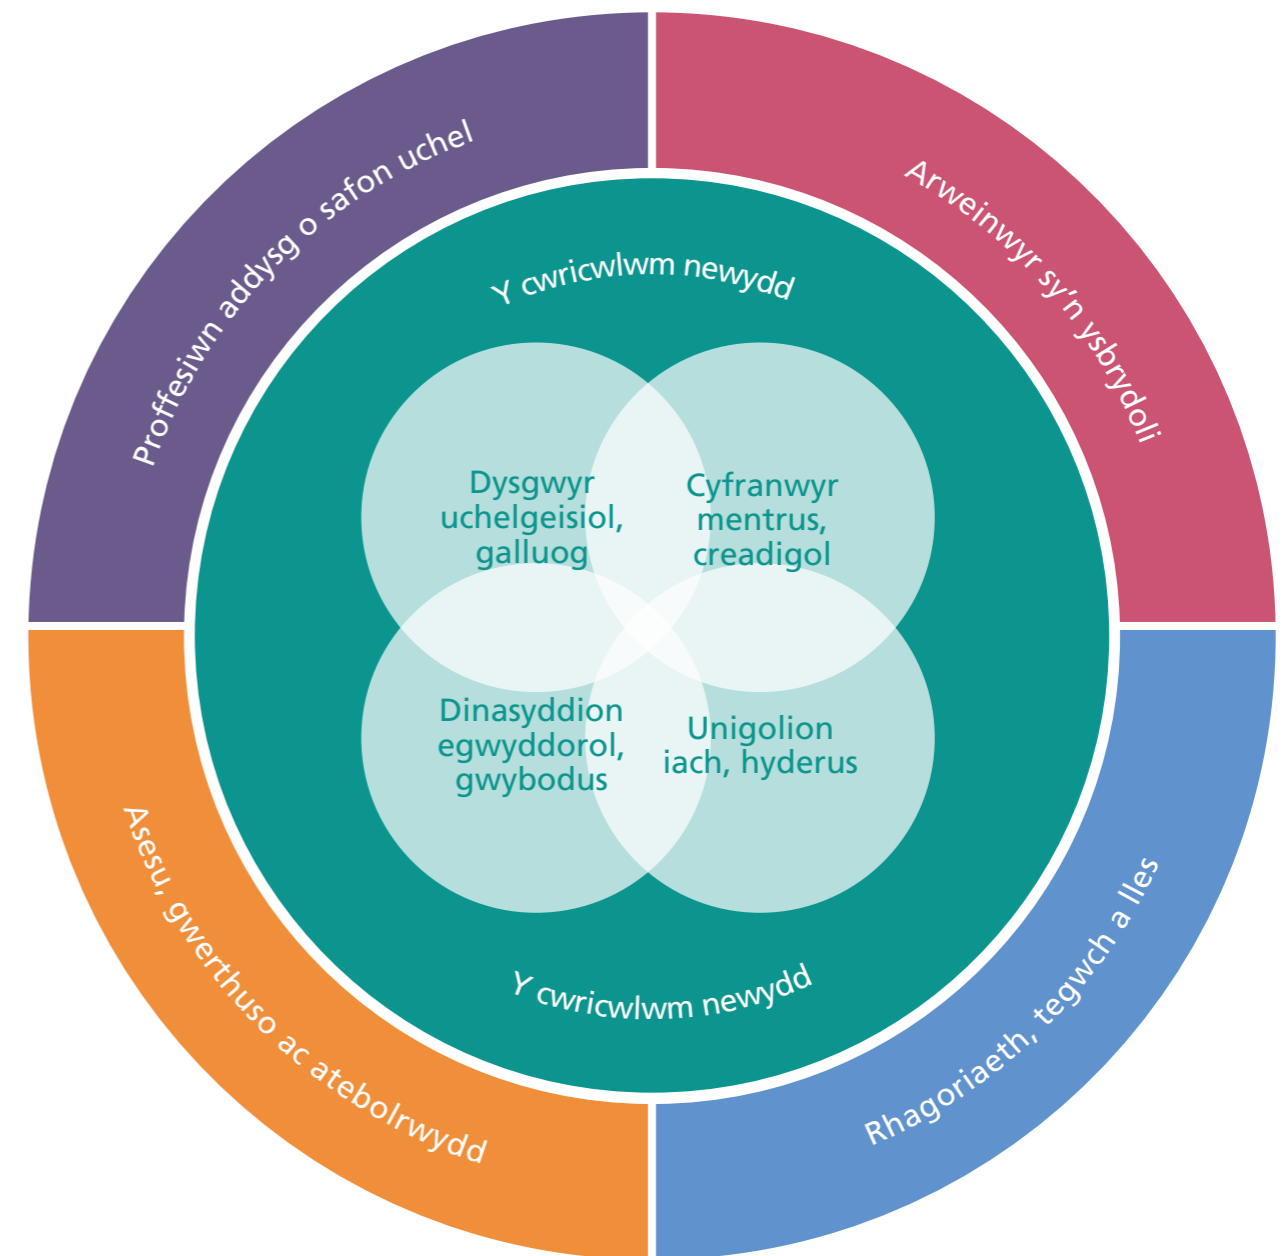 Proffesiwn addysg o safon uchel
Arweinwyr sy’n ysbrydoli
Y cwricwlwm newydd
Dysgwyr
uchelgeisiol,
galluog
Cyfranwyr
mentrus,
creadigol
Dinasyddion
egwyddorol,
gwybodus
Unigolion
iach, hyderus
Y cwricwlwm newydd
Asesu, gwerthuso ac atebolrwydd
Rhagoriaeth, tegwch a lles